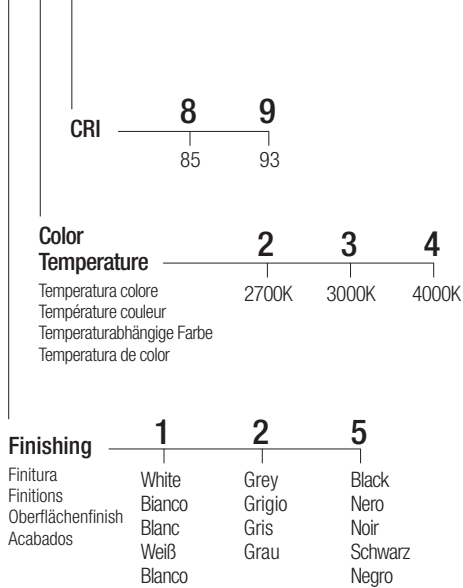 8 9
CRI
85 93
Color
Temperature
2 3 4
Temperatura colore
Température couleur
Temperaturabhängige Farbe
Temperatura de color
2700K 3000K 4000K
Finishing
1 2 5
Finitura
Finitions
Oberflächenfinish
Acabados
White Grey Black
Bianco Grigio Nero
Blanc Gris Noir
Weiß Grau Schwarz
Blanco Negro